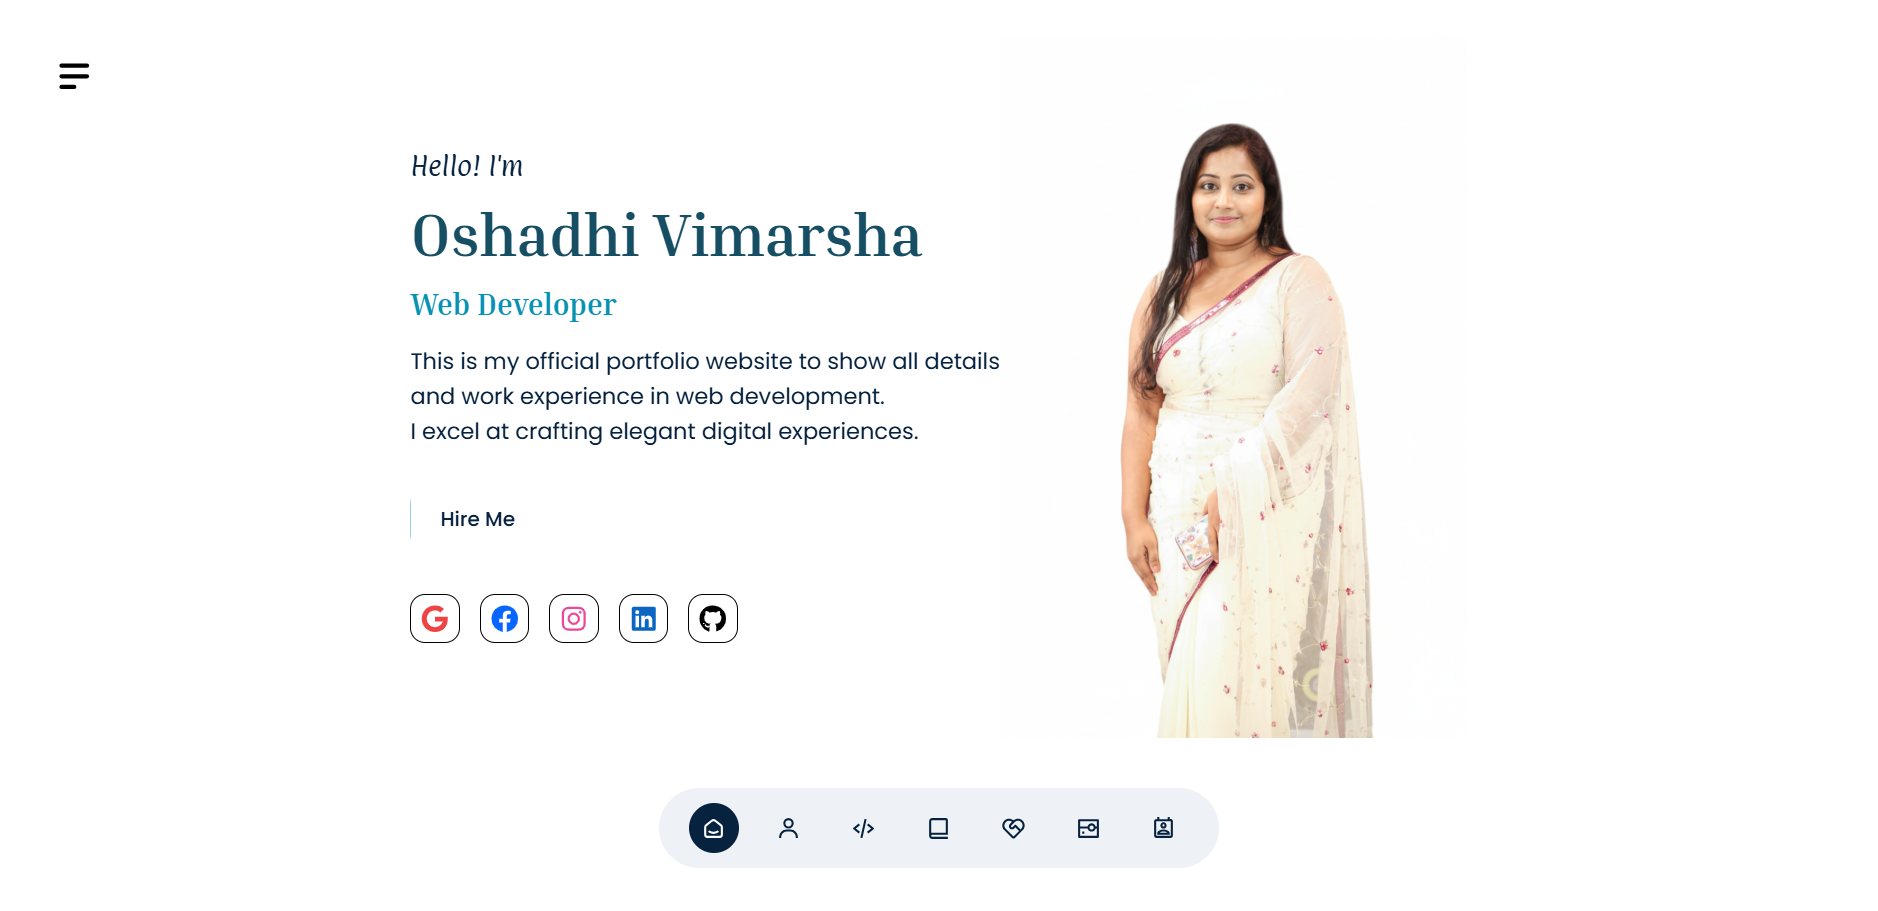 Hello! I'm
Oshadhi Vimarsha
Web Developer
This is my official portfolio website to show all details
and work experience in web development.
I excel at crafting elegant digital experiences.
Hire Me